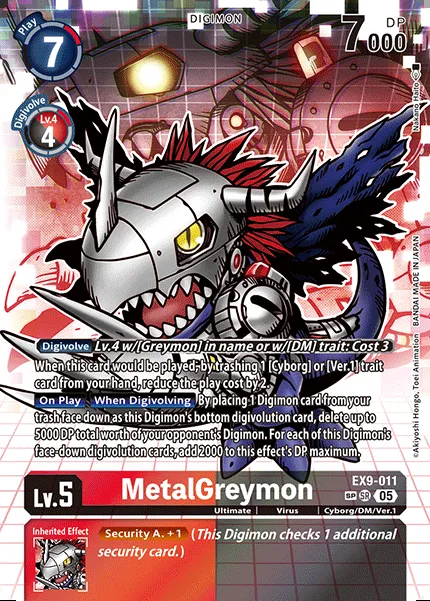 DIGIMON
Play
7
DP
7000
Digivolve
Lv.4
4
Nakano Haito
Digivolve Lv.4 w/[Greymon] in name or w/[DM] trait: Cost 3
When this card would be played, by trashing 1 [Cyborg] or [Ver.1] trait
card from your hand, reduce the play cost by 2.
On Play When Digivolving By placing 1 Digimon card from your
trash face down as this Digimon's bottom digivolution card, delete up to
5000 DP total worth of your opponent's Digimon. For each of this Digimon's
face-down digivolution cards, add 2000 to this effect's DP maximum.
©Akiyoshi Hongo, Toei Animation BANDAI MADE IN JAPAN
Lv.5
MetalGreymon
EX9-011
SP SR 05
Ultimate Virus Cyborg/DM/Ver.1
Inherited Effect
Security A. +1 (This Digimon checks 1 additional
security card.)